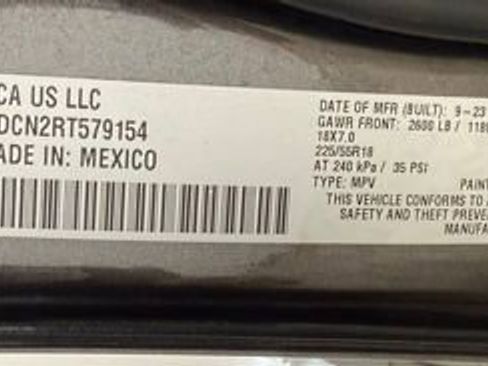 CA US LLC
DCN2RT579154
ADE IN: MEXICO
DATE OF MFR (BUILT): 9-23
GAWR FRONT: 2600 LB / 118
18X7.0
225/55R18
AT 240 kPa / 35 PSI
TYPE: MPV PAIN
THIS VEHICLE CONFORMS TO A
SAFETY AND THEFT PREVE
MANUFA